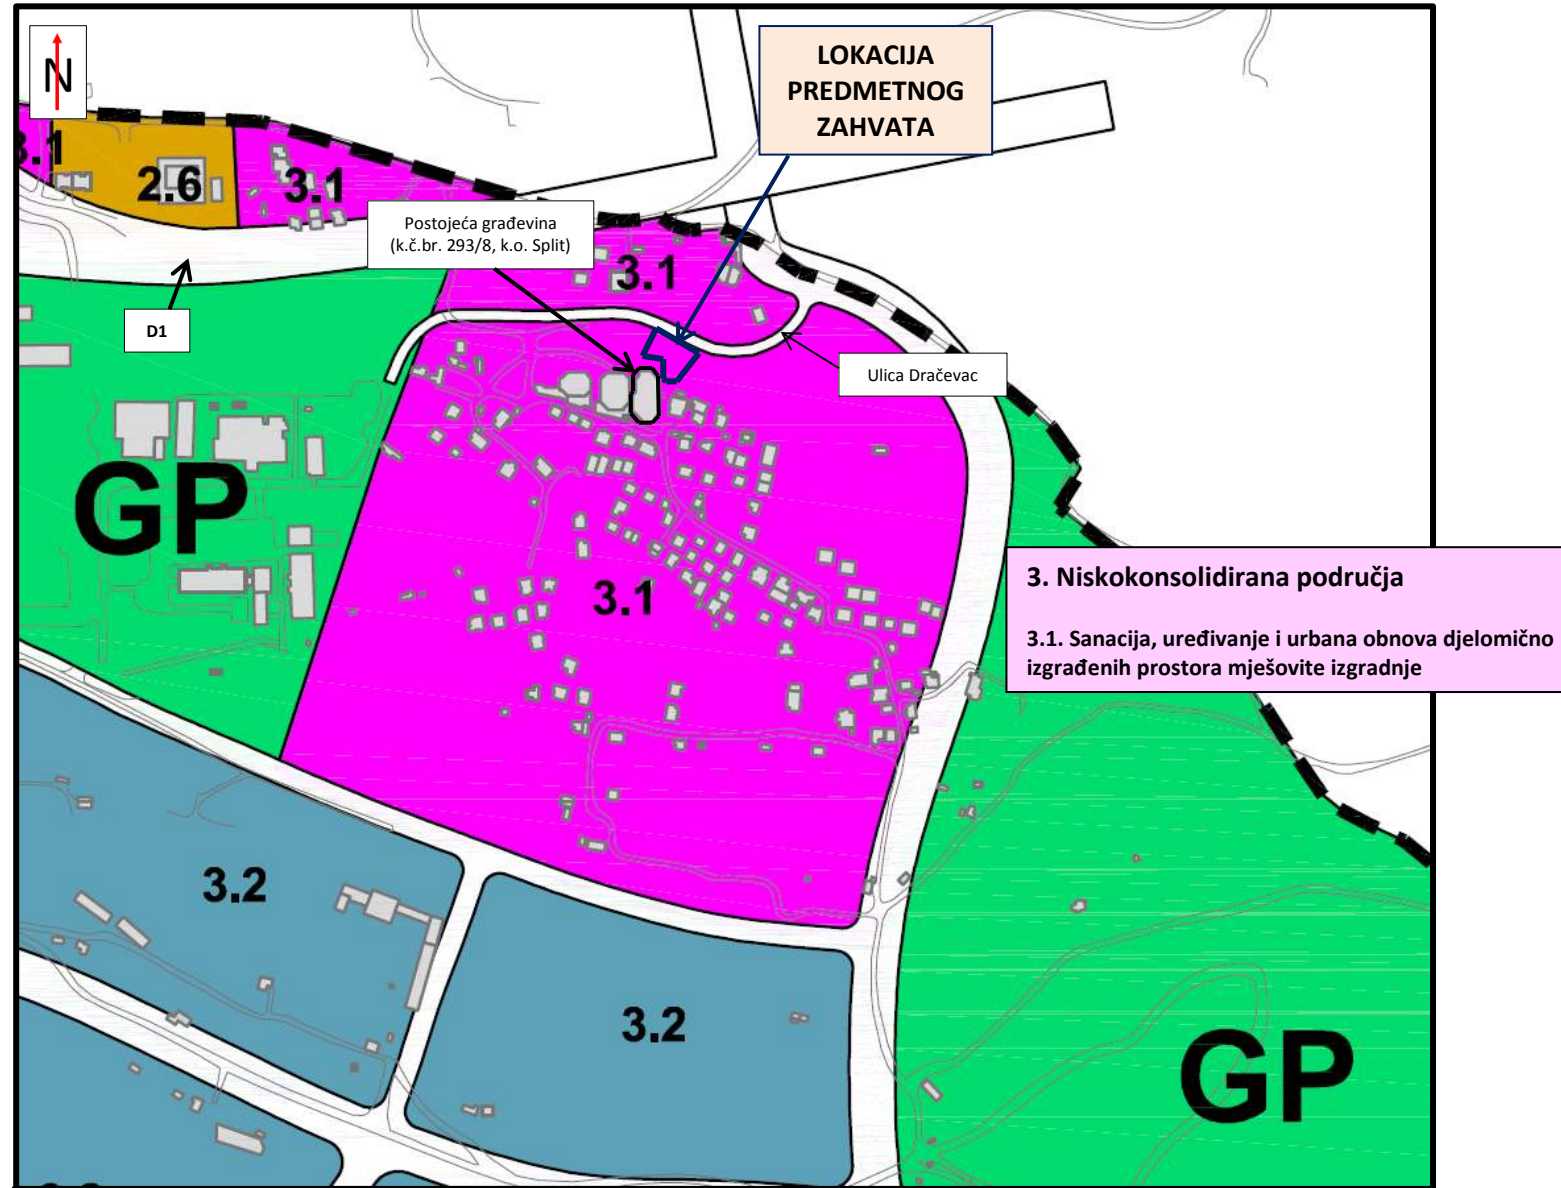 N
LOKACIJA
PREDMETNOG
ZAHVATA
3.1
2.6
3.1
Postojeća građevina
(k.č.br. 293/8, k.o. Split)
3.1
D1
Ulica Dračevac
GP
3. Niskokonsolidirana područja
3.1. Sanacija, uređivanje i urbana obnova djelomično
izgrađenih prostora mješovite izgradnje
3.1
3.2
3.2
GP